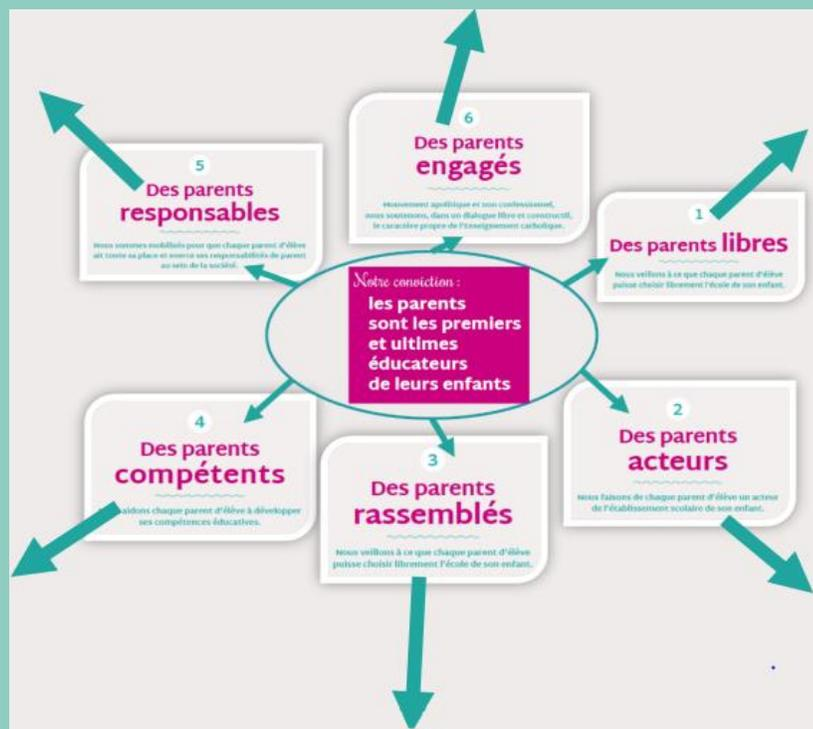 Notre conviction :
les parents
sont les premiers
et ultimes
éducateurs
de leurs enfants
1
Des parents libres
Nous veillons à ce que chaque parent d'élève
puisse choisir librement l'école de son enfant.
2
Des parents
acteurs
Nous faisons de chaque parent d'élève un acteur
de l'établissement scolaire de son enfant.
3
Des parents
rassemblés
Nous veillons à ce que chaque parent d'élève
puisse choisir librement l'école de son enfant.
4
Des parents
compétents
aidons chaque parent d'élève à développer
ses compétences éducatives.
5
Des parents
responsables
Nous sommes mobilisés pour que chaque parent d'élève
ait toute sa place et exerce ses responsabilités de parent
au sein de la société.
6
Des parents
engagés
Mouvement apolitique et non confessionnel,
nous soutenons, dans un dialogue libre et constructif,
le caractère propre de l'Enseignement catholique.